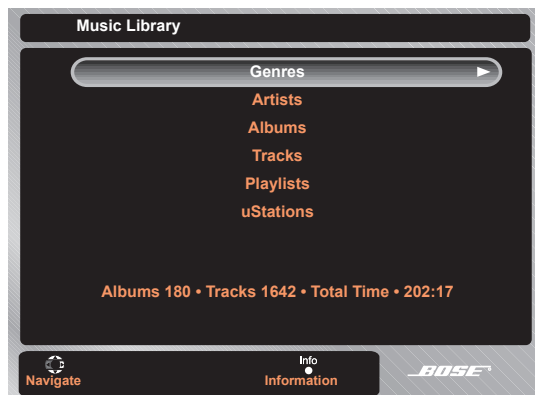 Music Library
Genres
Artists
Albums
Tracks
Playlists
uStations
Albums 180 • Tracks 1642 • Total Time • 202:17
Navigate
Info
Information
BOSE